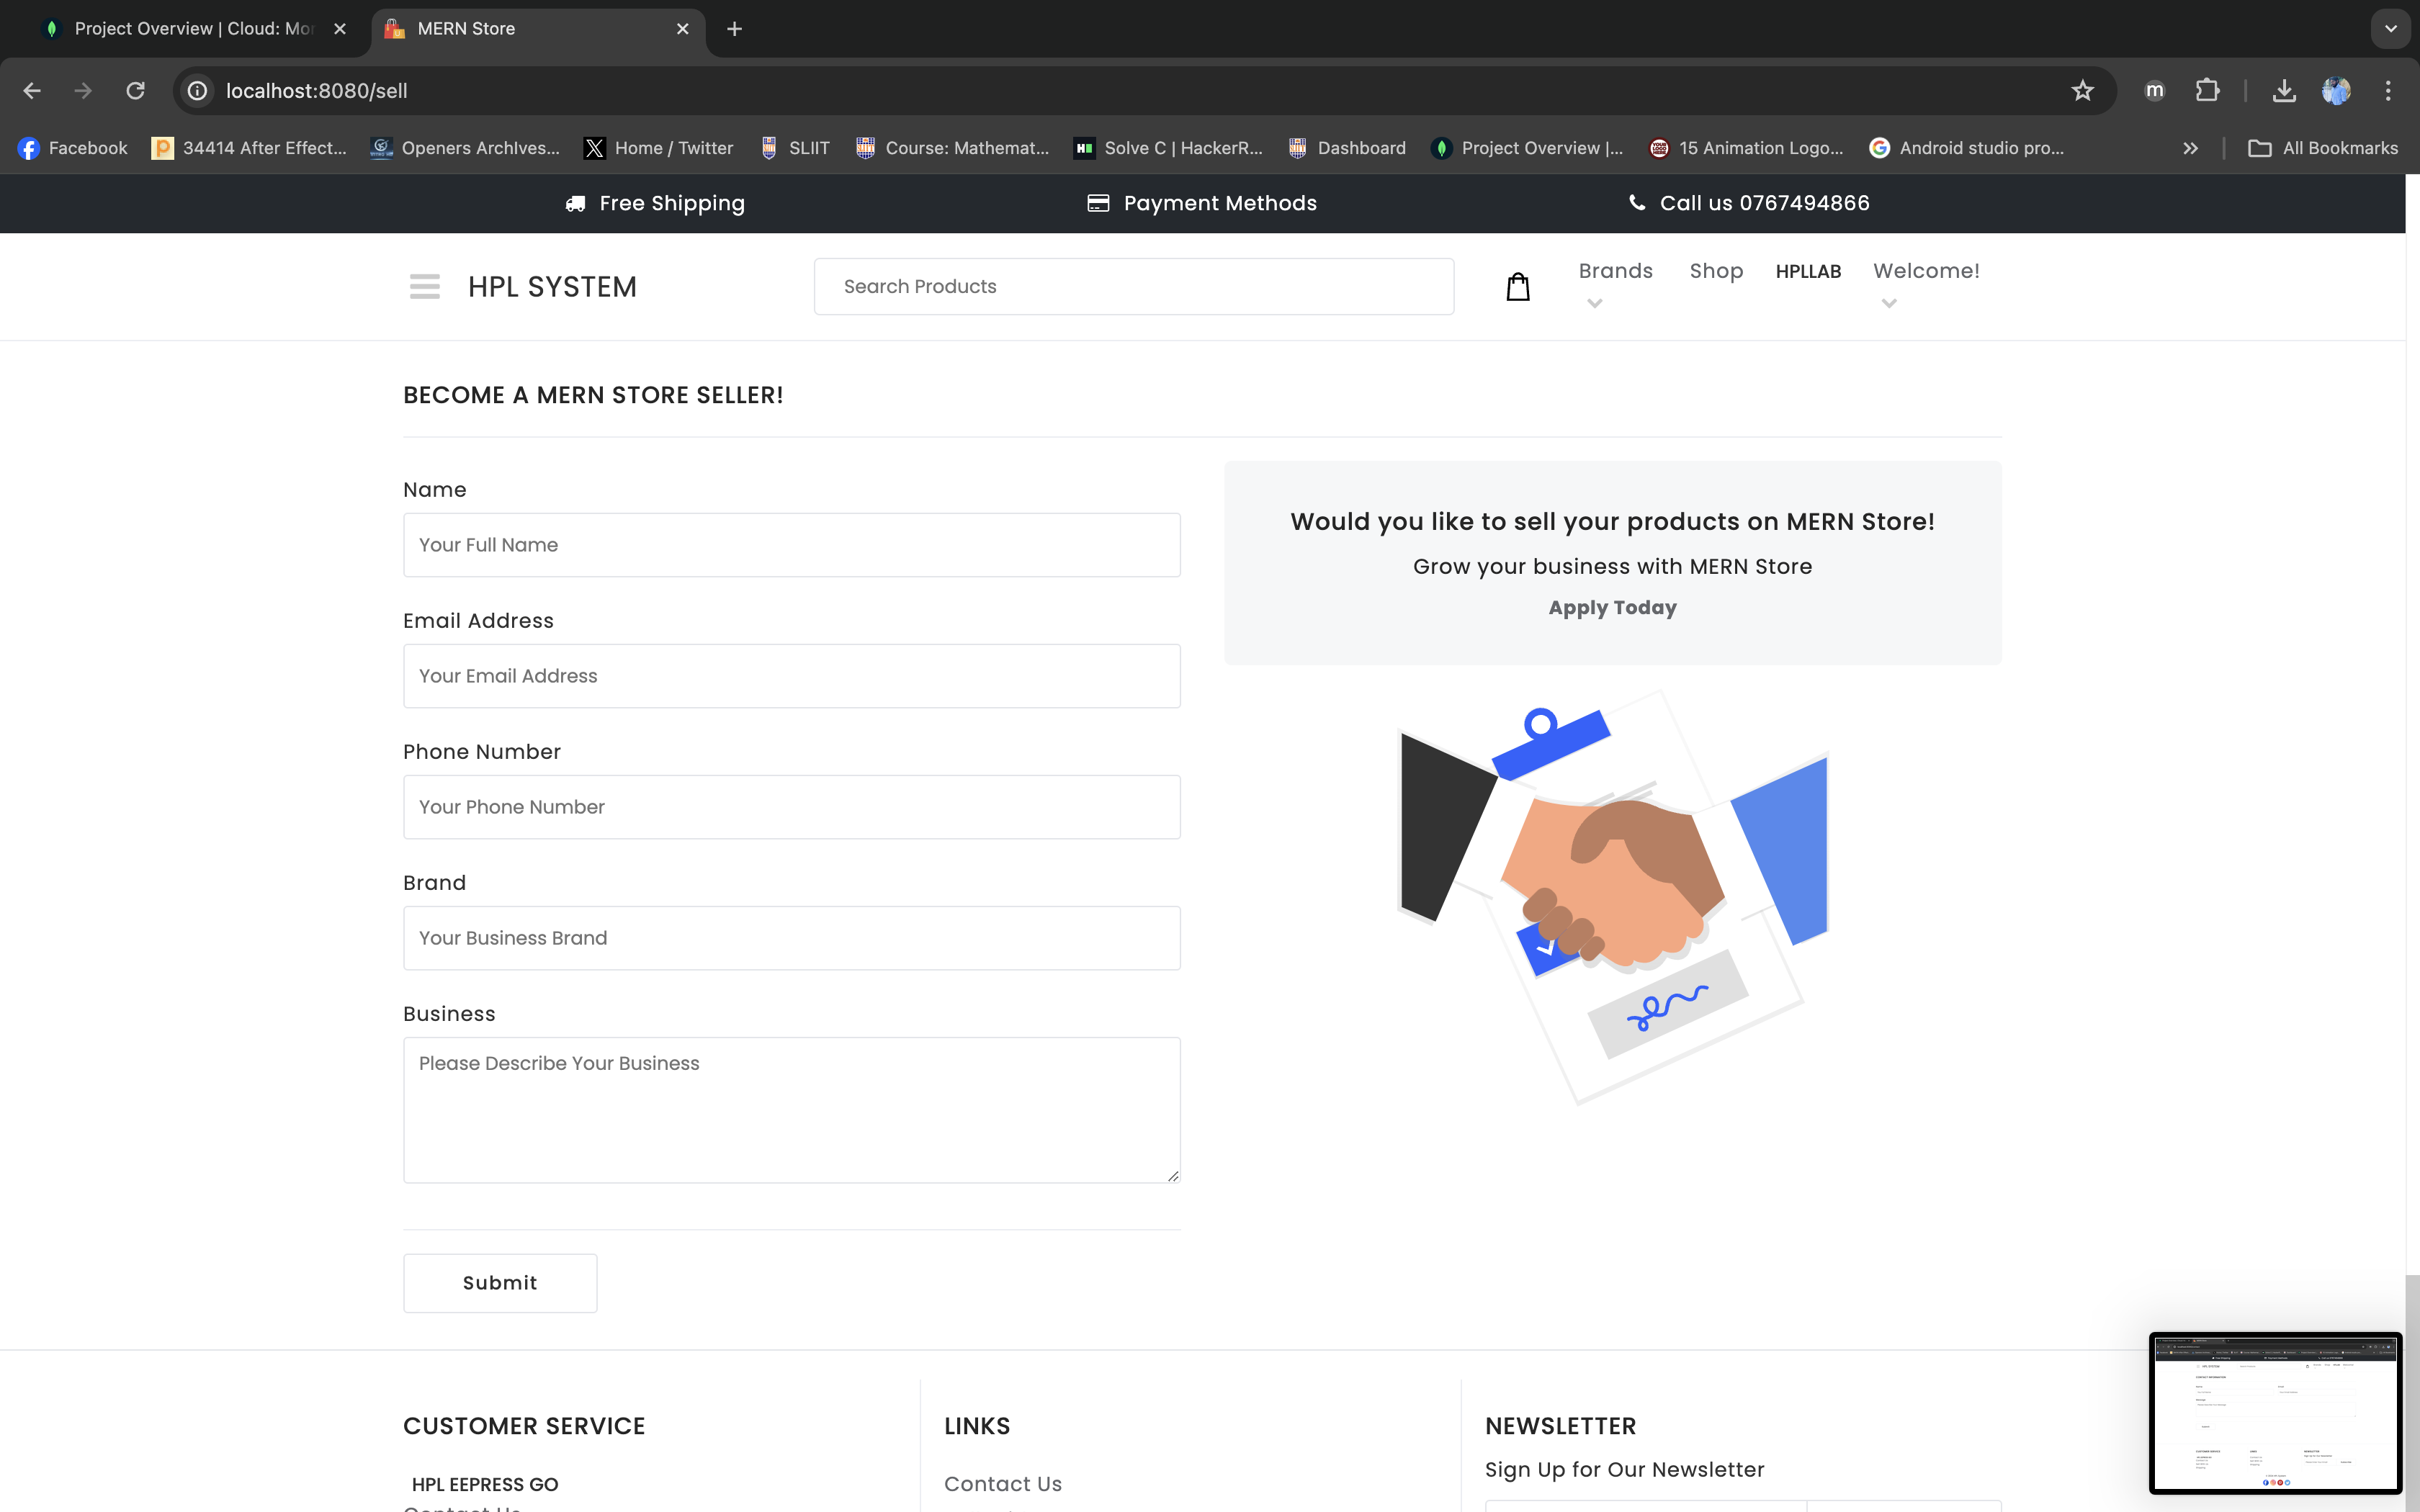 Project Overview | Cloud: Mon
MERN Store
localhost:8080/sell
Facebook
34414 After Effect...
Openers ArchIves...
Home / Twitter
SLIIT
Course: Mathemat...
Solve C | HackerR...
Dashboard
Project Overview |...
15 Animation Logo...
Android studio pro...
All Bookmarks
Free Shipping
Payment Methods
Call us 0767494866
HPL SYSTEM
Search Products
Brands
Shop
HPLLAB
Welcome!
BECOME A MERN STORE SELLER!
Name
Your Full Name
Email Address
Your Email Address
Phone Number
Your Phone Number
Brand
Your Business Brand
Business
Please Describe Your Business
Submit
Would you like to sell your products on MERN Store!
Grow your business with MERN Store
Apply Today
CUSTOMER SERVICE
HPL EEPRESS GO
Contact Us
LINKS
Contact Us
NEWSLETTER
Sign Up for Our Newsletter